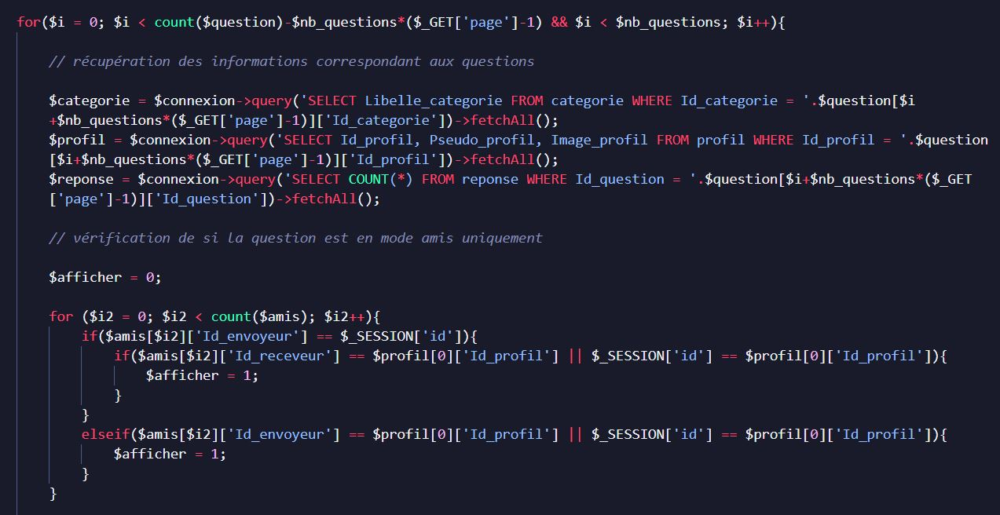 for($i = 0; $i < count($question)-$nb_questions*($_GET['page']-1) && $i < $nb_questions; $i++){
// récupération des informations correspondant aux questions
$categorie = $connexion->query('SELECT Libelle_categorie FROM categorie WHERE Id_categorie = '.$question[$i
+$nb_questions*($_GET['page']-1)]['Id_categorie'])->fetchAll();
$profil = $connexion->query('SELECT Id_profil, Pseudo_profil, Image_profil FROM profil WHERE Id_profil = '.$question
[$i+$nb_questions*($_GET['page']-1)]['Id_profil'])->fetchAll();
$reponse = $connexion->query('SELECT COUNT(*) FROM reponse WHERE Id_question = '.$question[$i+$nb_questions*($_GET
['page']-1)]['Id_question'])->fetchAll();
// vérification de si la question est en mode amis uniquement
$afficher = 0;
for ($i2 = 0; $i2 < count($amis); $i2++){
if($amis[$i2]['Id_envoyeur'] == $_SESSION['id']){
if($amis[$i2]['Id_receveur'] == $profil[0]['Id_profil'] || $_SESSION['id'] == $profil[0]['Id_profil']){
$afficher = 1;
}
}
elseif($amis[$i2]['Id_envoyeur'] == $profil[0]['Id_profil'] || $_SESSION['id'] == $profil[0]['Id_profil']){
$afficher = 1;
}
}